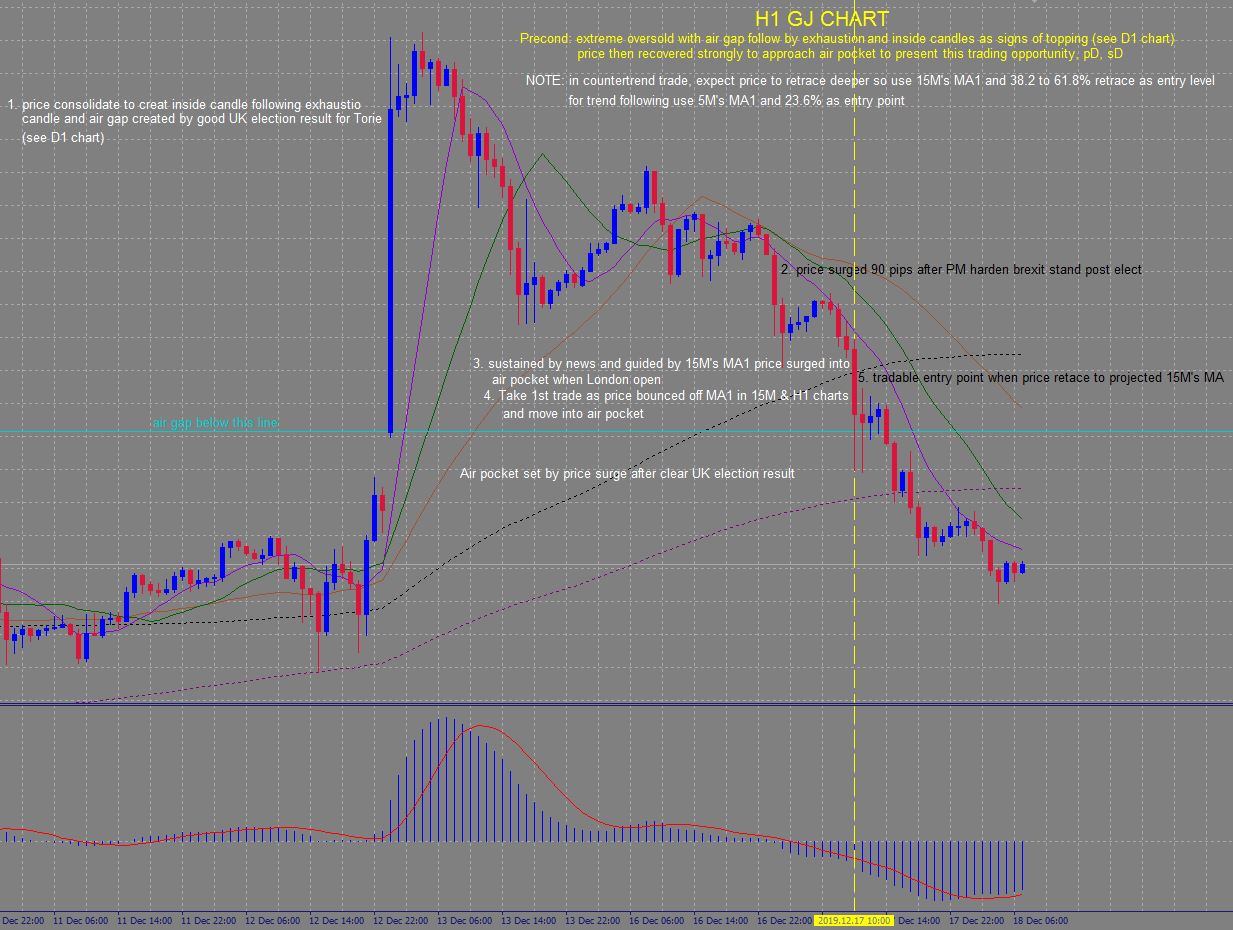 H1 GJ CHART
Precond: extreme oversold with air gap follow by exhaustion and inside candles as signs of topping (see D1 chart)
price then recovered strongly to approach air pocket to present this trading opportunity, pD, sD
NOTE: in countertrend trade, expect price to retrace deeper so use 15M's MA1 and 38.2 to 61.8% retrace as entry level
for trend following use 5M's MA1 and 23.6% as entry point
1. price consolidate to creat inside candle following exhaustio
candle and air gap created by good UK election result for Torie
(see D1 chart)
2. price surged 90 pips after PM harden brexit stand post elect
3. sustained by news and guided by 15M's MA1 price surged into
air pocket when London open
4. Take 1st trade as price bounced off MA1 in 15M & H1 charts
and move into air pocket
5. tradable entry point when price retace to projected 15M's MA
air gap below this line
Air pocket set by price surge after clear UK election result
Dec 22:00 11 Dec 06:00 11 Dec 14:00 11 Dec 22:00 12 Dec 06:00 12 Dec 14:00 12 Dec 22:00 13 Dec 06:00 13 Dec 14:00 13 Dec 22:00 16 Dec 06:00 16 Dec 14:00 16 Dec 22:00 2019.12.17 10:00 Dec 14:00 17 Dec 22:00 18 Dec 06:00